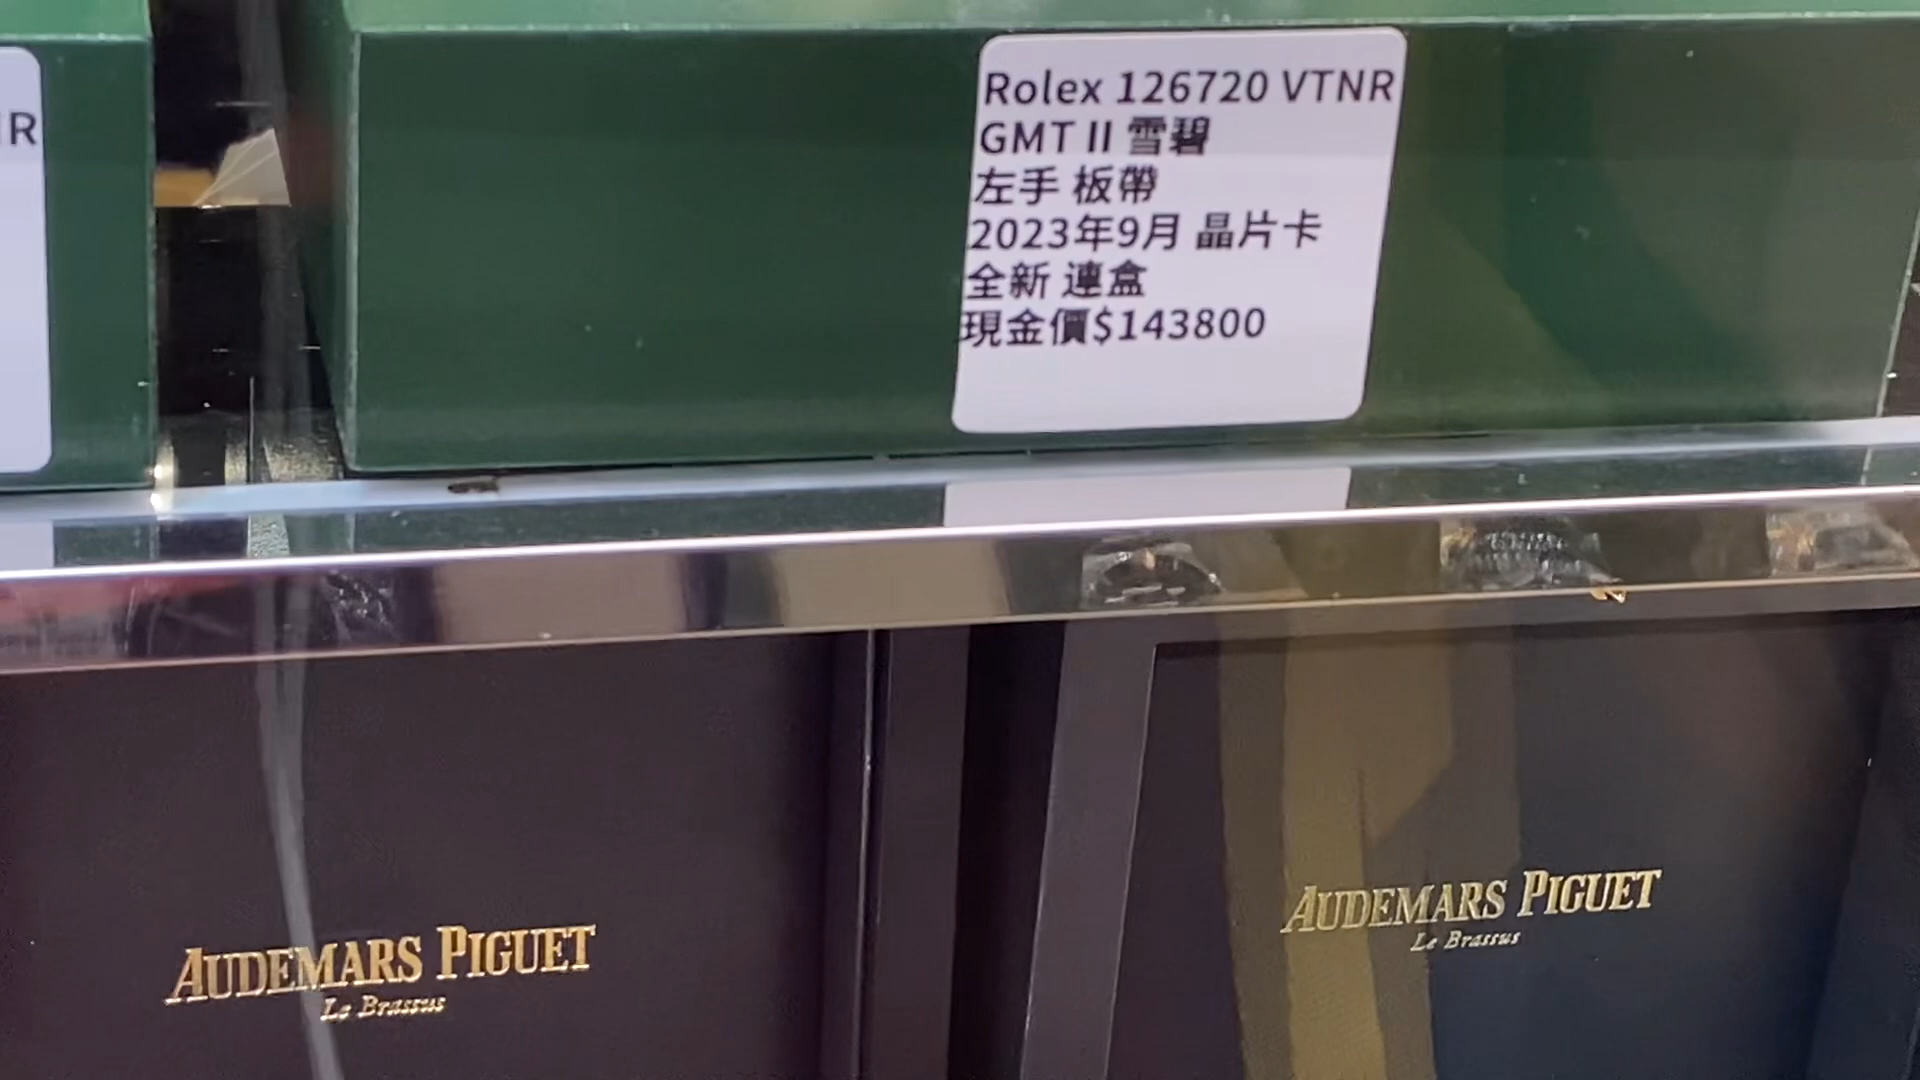 R
Rolex 126720 VTNR
GMT II 雪碧
左手 板帶
2023年9月 晶片卡
全新 連盒
現金價$143800
AUDEMARS PIGUET
Le Brassus
AUDEMARS PIGUET
Le Brassus